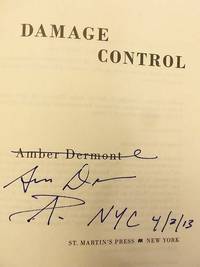 DAMAGE
CONTROL
Amber Dermont
NYC 4/2/13
ST. MARTIN'S PRESS NEW YORK